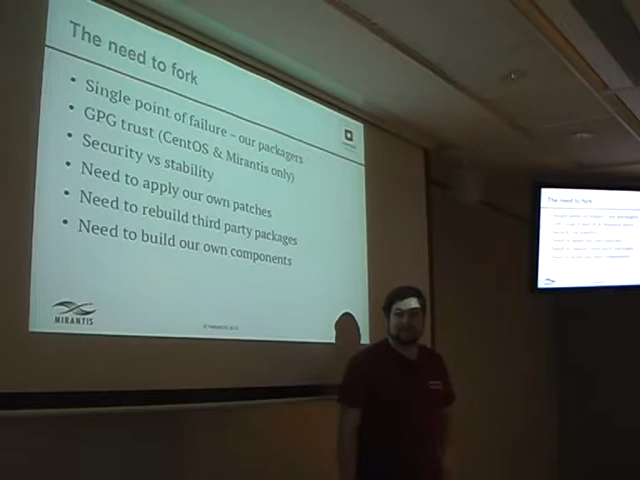 The need to fork
• Single point of failure – our packagers
• GPG trust (CentOS & Mirantis only)
• Security vs stability
• Need to apply our own patches
• Need to rebuild third party packages
• Need to build our own components
MIRANTIS
The need to fork